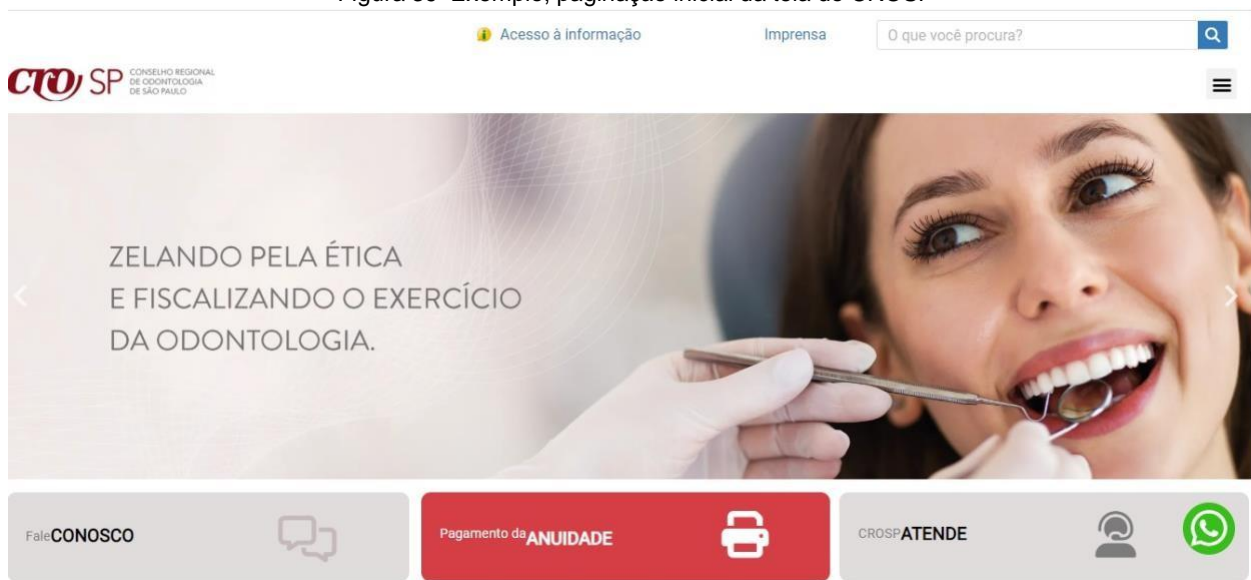 Acesso à informação
Imprensa
O que você procura?
cro SP CONSELHO REGIONAL
DE ODONTOLOGIA
DE SÃO PAULO
ZELANDO PELA ÉTICA
E FISCALIZANDO O EXERCÍCIO
DA ODONTOLOGIA.
FaleCONOSCO
Pagamento daANUIDADE
CROSPATENDE